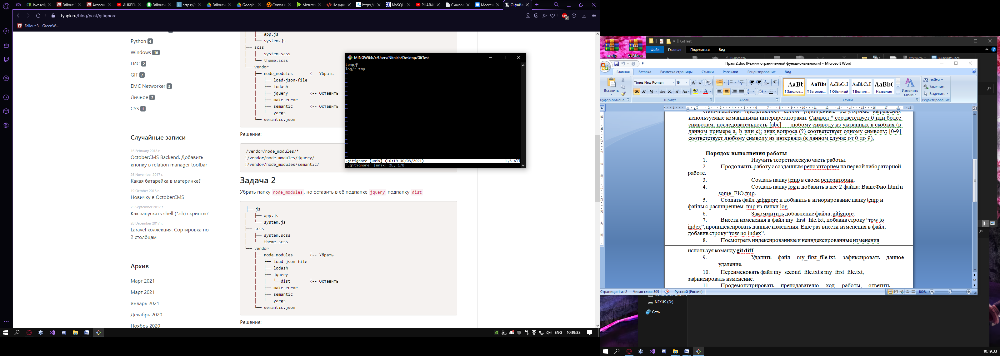 CR Javascri
Fallout 3
Ассаси
ИНКРЕМ
Fallout 4
https://
Fallout 4
Google
Сокол и
Мстите
Не удае
https://
MySQL
PHARAO
Символ
Мессен
О файл
tyapk.ru/blog/post/gitignore
Fallout 3 - GreenW...
Python 4
Windows 16
ГИС 2
GIT 7
EMC Networker 3
Личное 7
CSS 1
Случайные записи
16 February 2018 г.
OctoberCMS Backend. Добавить
кнопку в relation manager toolbar
26 November 2017 г.
Какая батарейка в материнке?
19 October 2018 г.
Новичку в OctoberCMS
25 September 2017 г.
Как запускать shell (*.sh) скрипты?
28 December 2017 г.
Laravel коллекция. Сортировка по
2 столбцам
Архив
Март 2021
Март 2021
Январь 2021
Декабрь 2020
Ноябрь 2020
│   ├── app.js
│   └── system.js
├── scss
│   ├── system.scss
│   └── theme.scss
└── vendor
    ├── node_modules       <-- Убрать
    │   ├── load-json-file
    │   ├── lodash
    │   ├── jquery         <-- Оставить
    │   ├── make-error
    │   ├── semantic       <-- Оставить
    │   └── yargs
    └── semantic.json
Решение:
/vendor/node_modules/*
!/vendor/node_modules/jquery/
!/vendor/node_modules/semantic/
Задача 2
Убрать папку node_modules, но оставить в её подпапке jquery подпапку dist
├── js
│   ├── app.js
│   └── system.js
├── scss
│   ├── system.scss
│   └── theme.scss
└── vendor
    ├── node_modules       <-- Убрать
    │   ├── load-json-file
    │   ├── lodash
    │   ├── jquery
    │   │   └──dist        <-- Оставить
    │   ├── make-error
    │   ├── semantic
    │   └── yargs
    └── semantic.json
Решение:
MINGW64:/c/Users/Nitoich/Desktop/GitTest
temp/*
log/*.tmp
.gitignore [unix] (10:19 30/03/2021) 1,6 All
".gitignore" [unix] 2L, 17B
ENG 10:19:33
kr.zip
VLAD.rar
GitTest
Файл Главная Поделиться Вид
Вырезать
Открыть
Выделить все
Практ2.doc [Режим ограниченной функциональности] - Microsoft Word
Главная Вставка Разметка страницы Ссылки Рассылки Рецензирование Вид
Вставить
Буфер обмена
Times New Roman 16
Ж К Ч abc x₂ x² Aa
Шрифт
Абзац
AaBb AaBb AaBbCcI AaBbCcI AaBbC
¶ Заголов... ¶ Заголов... ¶ Обычный ¶ Без инт... Название
Стили
Изменить
стили
Найти
Заменить
Выделить
Редактирование
Glob-шаблоны представляют собой упрощенные регулярные выражения
используемые командными интерпретаторами. Символ * соответствует 0 или более
символам; последовательность [abc] — любому символу из указанных в скобках (в
данном примере a, b или c); знак вопроса (?) соответствует одному символу; [0-9]
соответствует любому символу из интервала (в данном случае от 0 до 9).
Порядок выполнения работы
1. Изучить теоретическую часть работы.
2. Продолжить работу с созданным репозиторием на первой лабораторной
работе.
3. Создать папку temp в своем репозитории.
4. Создать папку log и добавить в нее 2 файла: ВашеФио.html и
some_FIO.tmp.
5. Создать файл .gitignore и добавить в игнорирование папку temp и
файлы с расширением .tmp из папки log.
6. Закоммитить добавление файла .gitignore.
7. Внести изменения в файл my_first_file.txt, добавив строку “row to
index”, проиндексировать данные изменения. Еще раз внести изменения в файл,
добавив строку “row no index”.
8. Посмотреть индексированные и неиндексированные изменения
используя команду git diff.
9. Удалить файл my_first_file.txt, зафиксировать данное
удаление.
10. Переименовать файл my_second_file.txt в my_first_file.txt,
зафиксировать изменение.
11. Продемонстрировать преподавателю ход работы, ответить
Страница: 1 из 2 Число слов: 305 Русский (Россия) 100%
NEXUS (D:)
Сеть
10:19:33